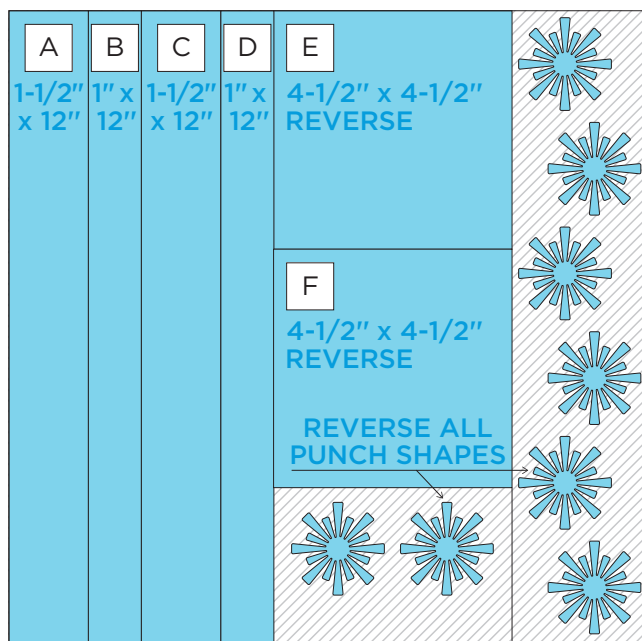 A
1-1/2"
x 12"
B
1" x
12"
C
1-1/2"
x 12"
D
1" x
12"
E
4-1/2" x 4-1/2"
REVERSE
F
4-1/2" x 4-1/2"
REVERSE
REVERSE ALL
PUNCH SHAPES